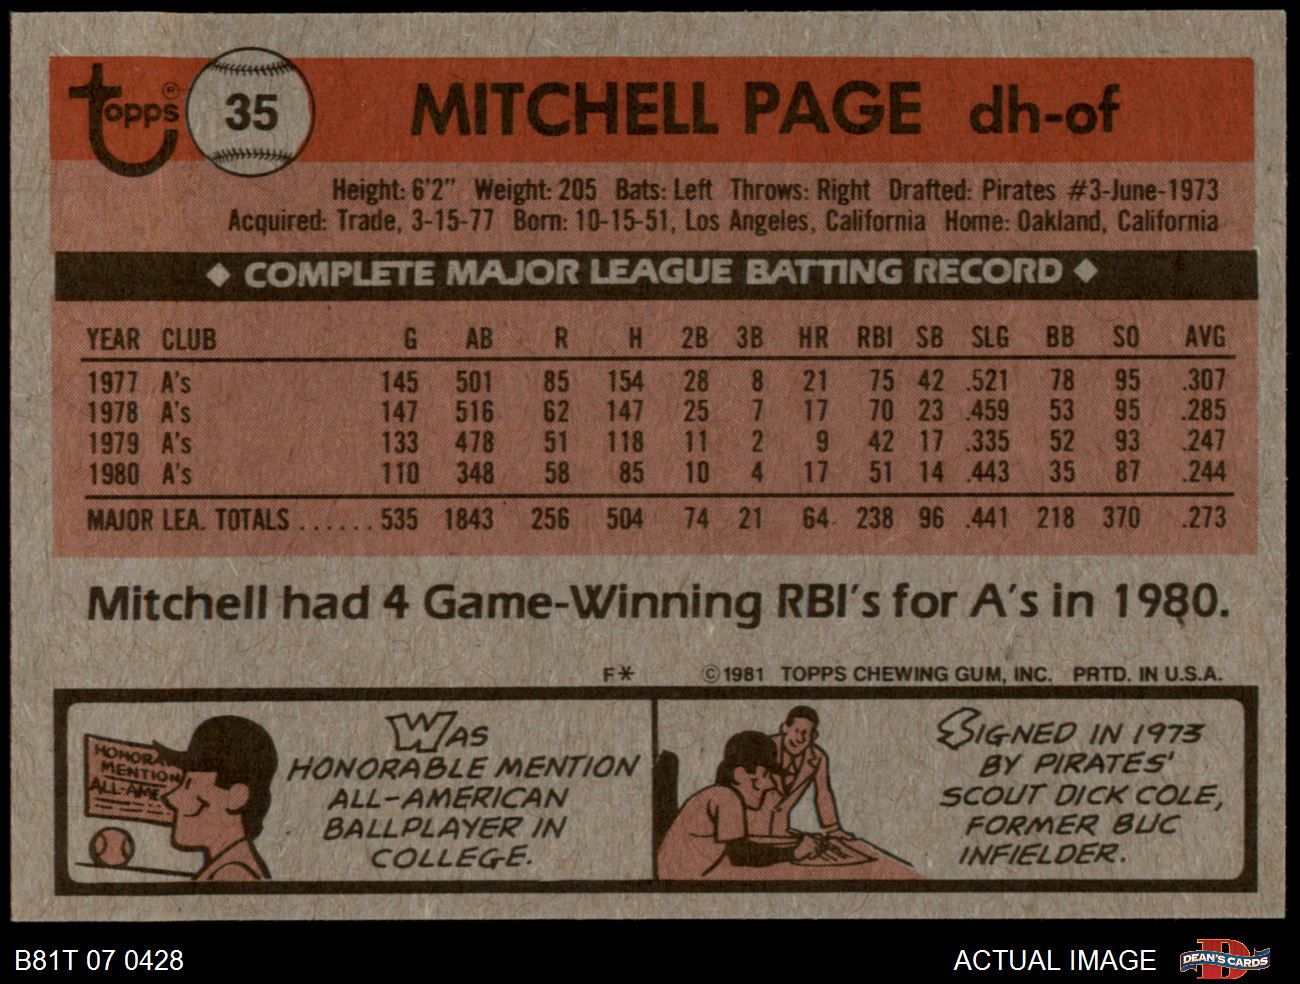 topps ® 35 MITCHELL PAGE dh-of
Height: 6'2" Weight: 205 Bats: Left Throws: Right Drafted: Pirates #3-June-1973
Acquired: Trade, 3-15-77 Born: 10-15-51, Los Angeles, California Home: Oakland, California
◆ COMPLETE MAJOR LEAGUE BATTING RECORD ◆
YEAR CLUB G AB R H 2B 3B HR RBI SB SLG BB SO AVG
1977 A's 145 501 85 154 28 8 21 75 42 .521 78 95 .307
1978 A's 147 516 62 147 25 7 17 70 23 .459 53 95 .285
1979 A's 133 478 51 118 11 2 9 42 17 .335 52 93 .247
1980 A's 110 348 58 85 10 4 17 51 14 .443 35 87 .244
MAJOR LEA. TOTALS ...... 535 1843 256 504 74 21 64 238 96 .441 218 370 .273
Mitchell had 4 Game-Winning RBI's for A's in 1980.
F* © 1981 TOPPS CHEWING GUM, INC. PRTD. IN U.S.A.
HONORA
MENTION
ALL-AME
WAS
HONORABLE MENTION
ALL-AMERICAN
BALLPLAYER IN
COLLEGE.
SIGNED IN 1973
BY PIRATES'
SCOUT DICK COLE,
FORMER BUC
INFIELDER.
B81T 07 0428
ACTUAL IMAGE
DEAN'S CARDS